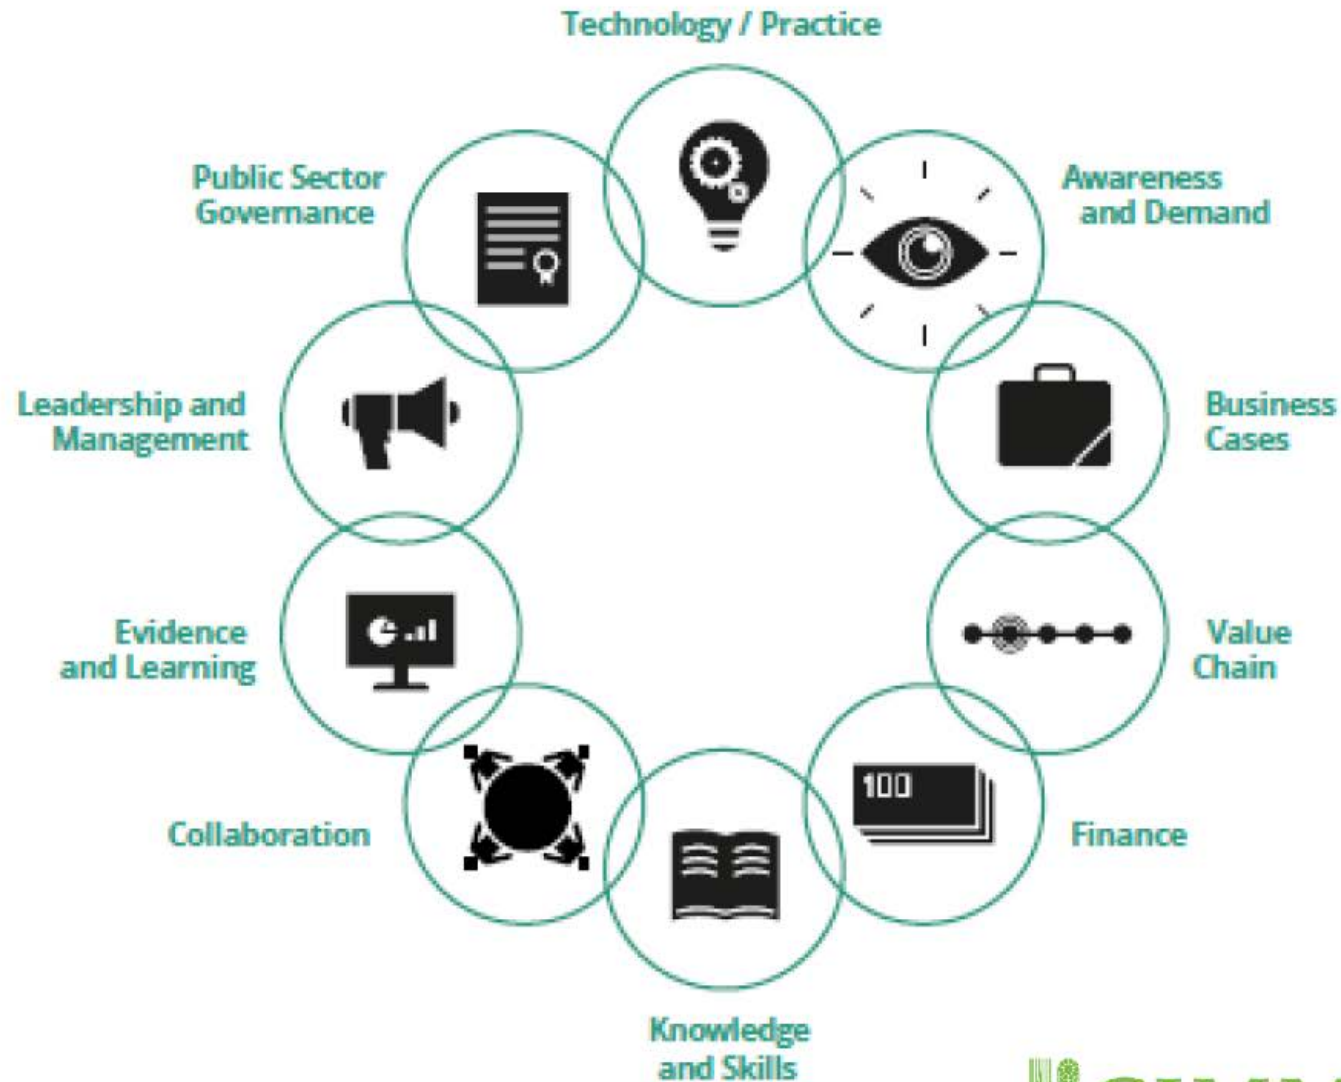 Technology / Practice
Public Sector
Governance
Awareness
and Demand
Leadership and
Management
Business
Cases
Evidence
and Learning
Value
Chain
100
Collaboration
Finance
Knowledge
and Skills